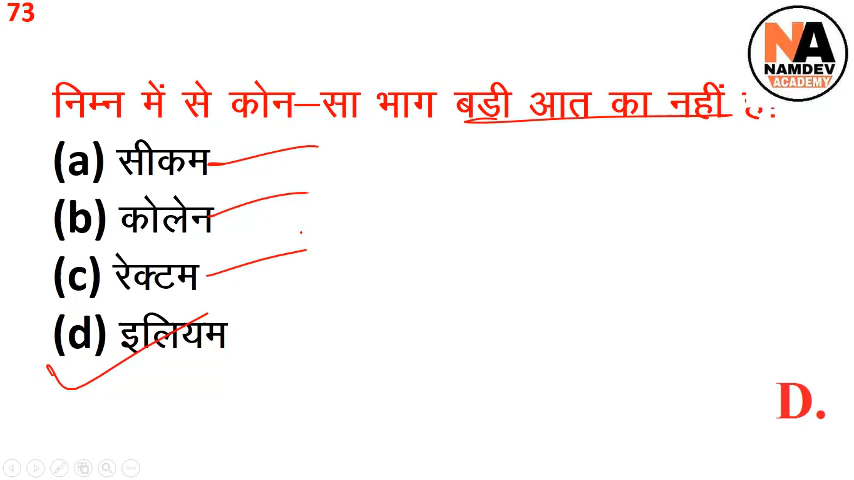 73
NA
NAMDEV
ACADEMY
निम्न में से कोन–सा भाग बड़ी आत का नहीं
(a) सीकम
(b) कोलेन
(c) रेक्टम
(d) इलियम
D.